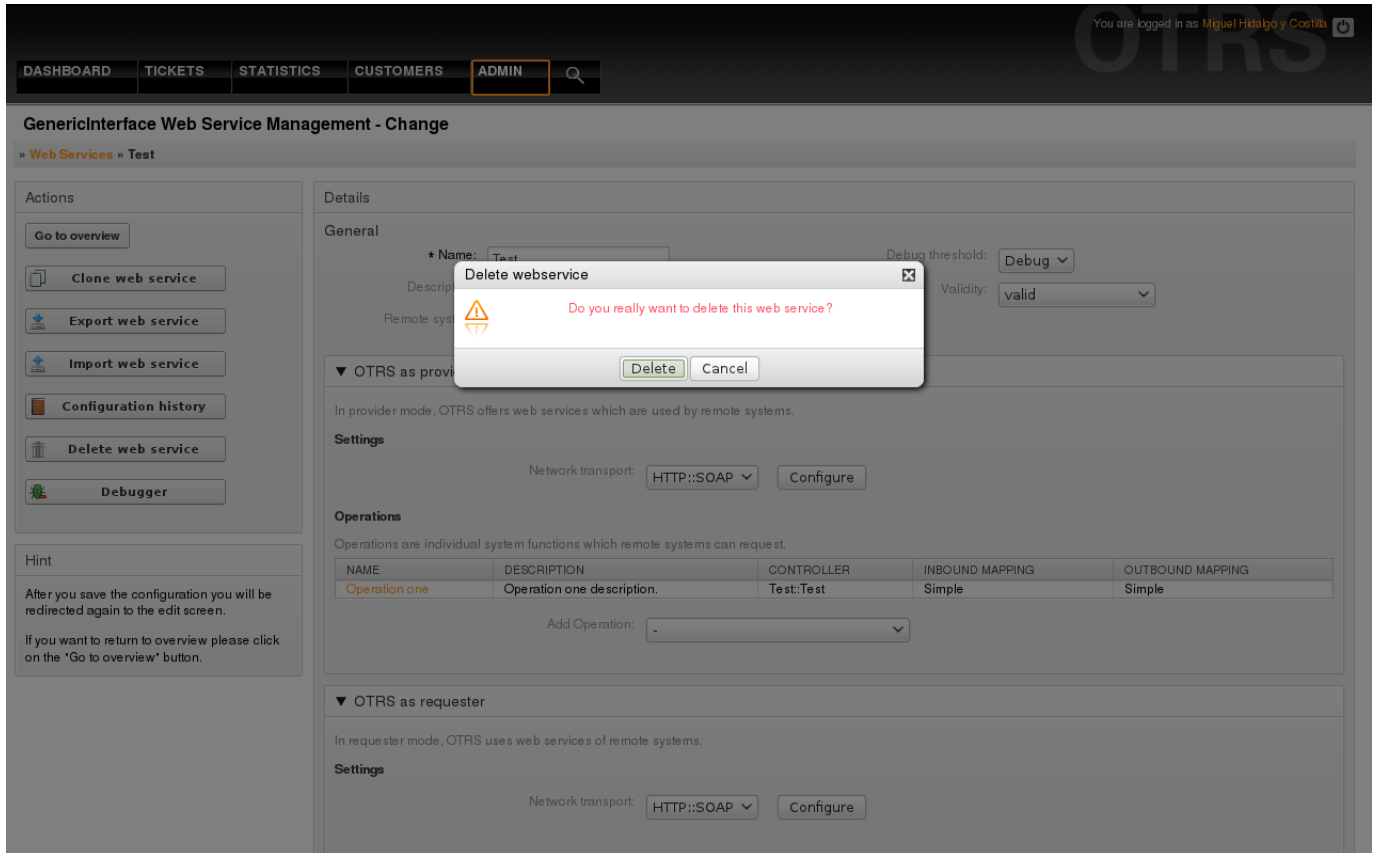 OTRS
You are logged in as Miguel Hidalgo y Costilla
DASHBOARD TICKETS STATISTICS CUSTOMERS ADMIN
GenericInterface Web Service Management - Change
» Web Services » Test
Actions
Go to overview
Clone web service
Export web service
Import web service
Configuration history
Delete web service
Debugger
Hint
After you save the configuration you will be
redirected again to the edit screen.
If you want to return to overview please click
on the "Go to overview" button.
Details
General
* Name: Test
Debug threshold: Debug
Descrip
Validity: valid
Remote sys
Delete webservice
Do you really want to delete this web service?
Delete Cancel
▼ OTRS as provi
In provider mode, OTRS offers web services which are used by remote systems.
Settings
Network transport: HTTP::SOAP Configure
Operations
Operations are individual system functions which remote systems can request.
NAME DESCRIPTION CONTROLLER INBOUND MAPPING OUTBOUND MAPPING
Operation one Operation one description. Test::Test Simple Simple
Add Operation: -
▼ OTRS as requester
In requester mode, OTRS uses web services of remote systems.
Settings
Network transport: HTTP::SOAP Configure